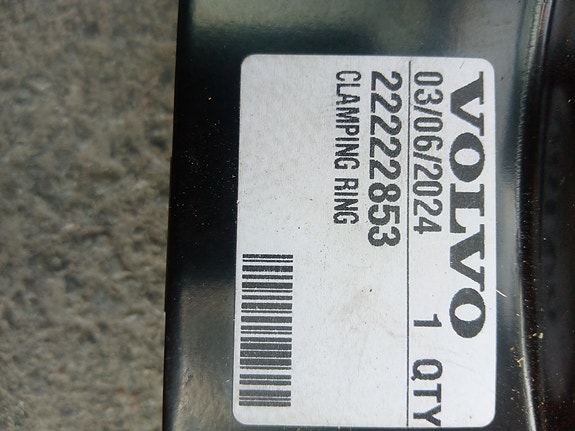 VOLVO
03/06/2024 1 QTY
22222853
CLAMPING RING